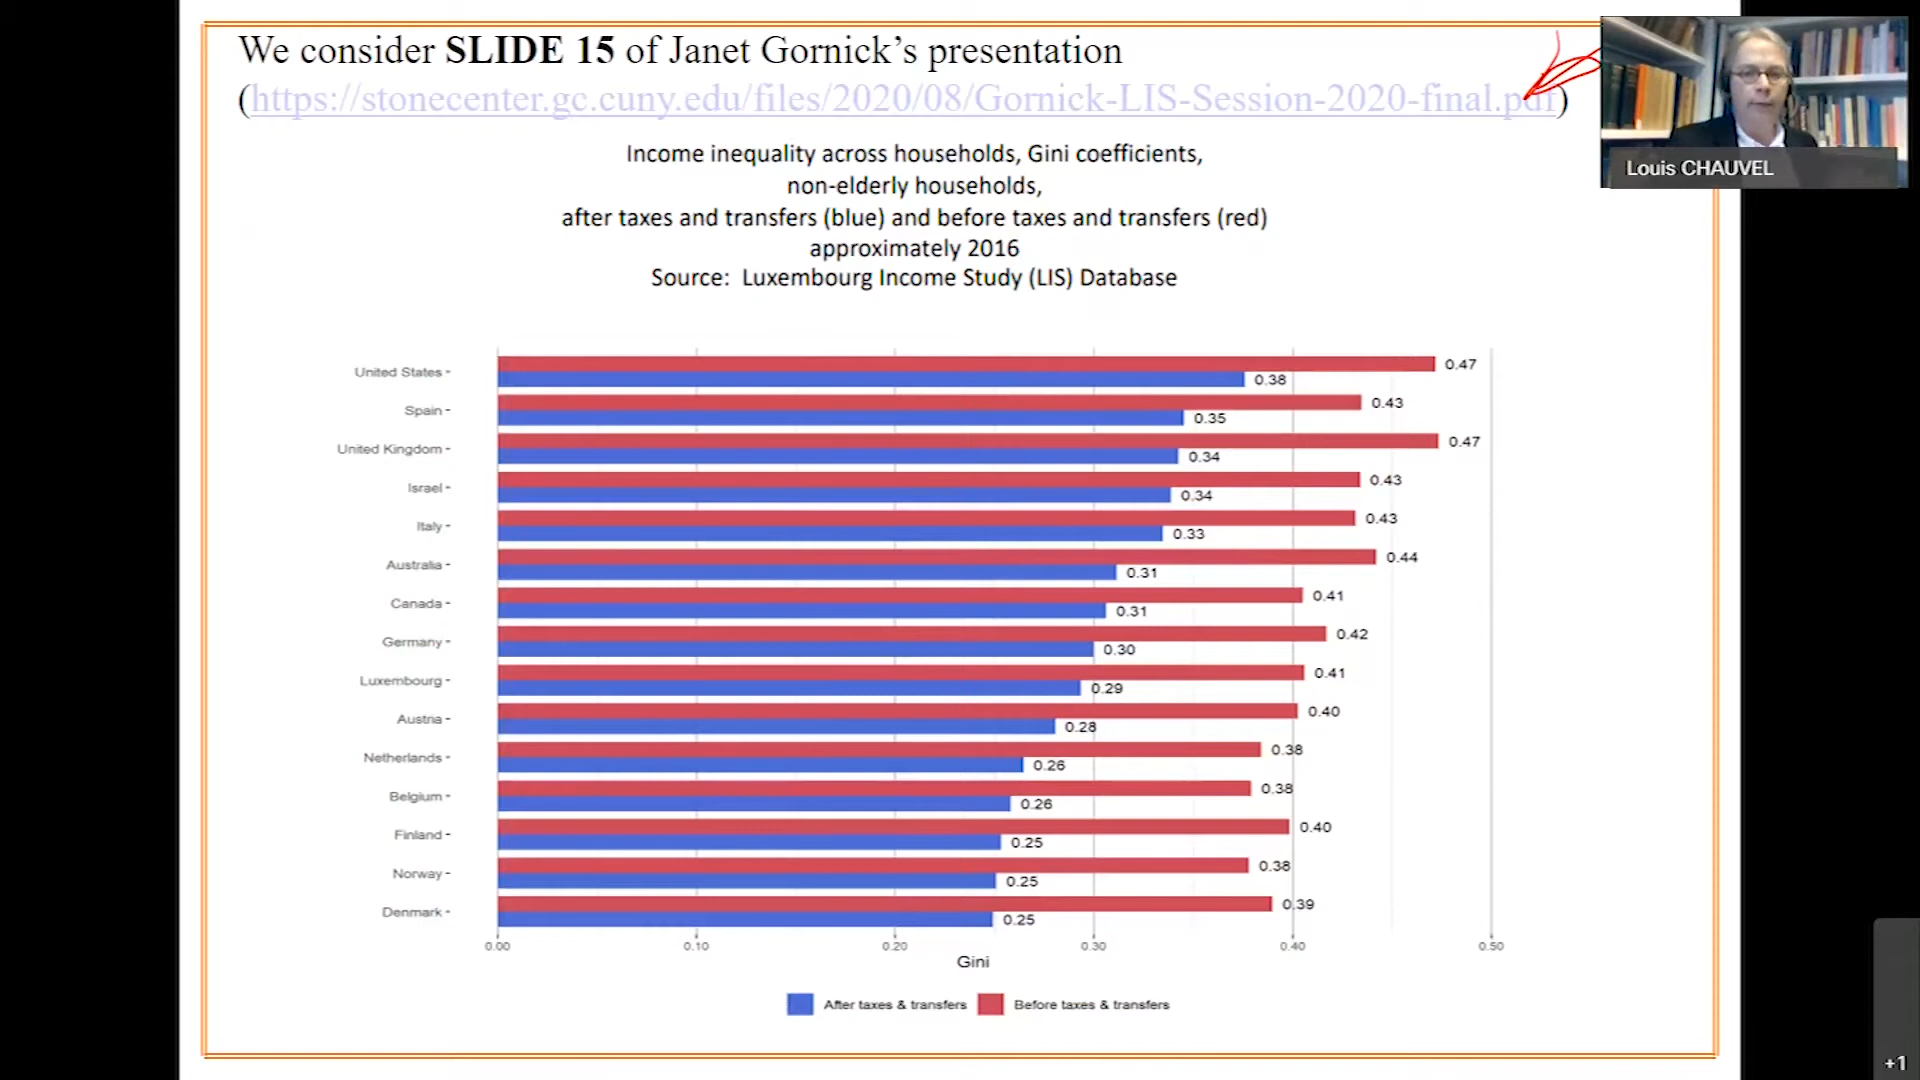 We consider SLIDE 15 of Janet Gornick’s presentation
(https://stonecenter.gc.cuny.edu/files/2020/08/Gornick-LIS-Session-2020-final.pdf)
Louis CHAUVEL
Income inequality across households, Gini coefficients,
non-elderly households,
after taxes and transfers (blue) and before taxes and transfers (red)
approximately 2016
Source: Luxembourg Income Study (LIS) Database
United States 0.47
0.38
Spain 0.43
0.35
United Kingdom 0.47
0.34
Israel 0.43
0.34
Italy 0.43
0.33
Australia 0.44
0.31
Canada 0.41
0.31
Germany 0.42
0.30
Luxembourg 0.41
0.29
Austria 0.40
0.28
Netherlands 0.38
0.26
Belgium 0.38
0.26
Finland 0.40
0.25
Norway 0.38
0.25
Denmark 0.39
0.25
0.00 0.10 0.20 0.30 0.40 0.50
Gini
After taxes & transfers Before taxes & transfers
+1